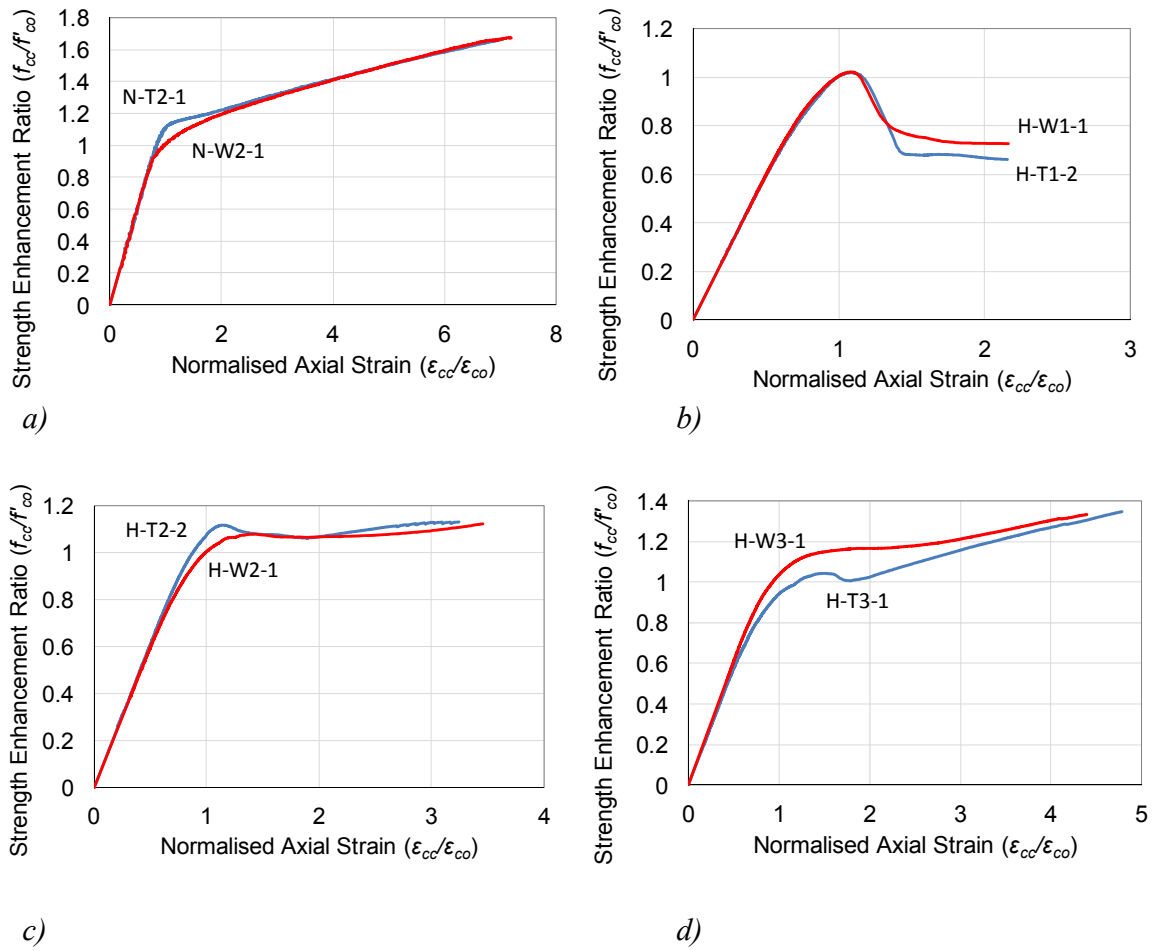 Strength Enhancement Ratio (fcc/f'co)
1.8
1.6
1.4
1.2
1
0.8
0.6
0.4
0.2
0
N-T2-1
N-W2-1
0 2 4 6 8
Normalised Axial Strain (εcc/εco)
a)
Strength Enhancement Ratio (fcc/f'co)
1.2
1
0.8
0.6
0.4
0.2
0
H-W1-1
H-T1-2
0 1 2 3
Normalised Axial Strain (εcc/εco)
b)
Strength Enhancement Ratio (fcc/f'co)
1.2
1
0.8
0.6
0.4
0.2
0
H-T2-2
H-W2-1
0 1 2 3 4
Normalised Axial Strain (εcc/εco)
c)
Strength Enhancement Ratio (fcc/f'co)
1.4
1.2
1
0.8
0.6
0.4
0.2
0
H-W3-1
H-T3-1
0 1 2 3 4 5
Normalised Axial Strain (εcc/εco)
d)